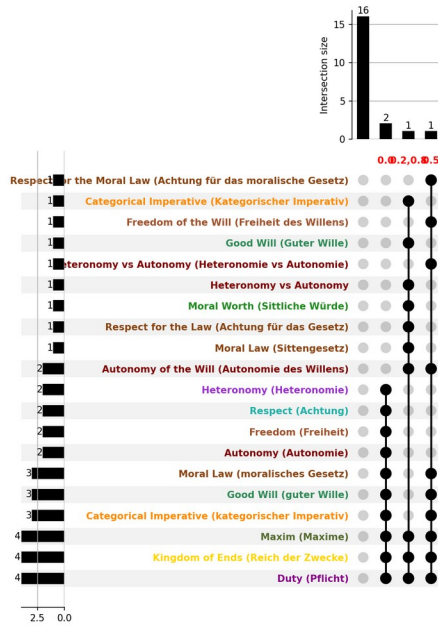 16
15
10
5
0
Intersection size
2
1
1
0.0
0.2,0.8
0.5
1
Respect for the Moral Law (Achtung für das moralische Gesetz)
1
Categorical Imperative (Kategorischer Imperativ)
1
Freedom of the Will (Freiheit des Willens)
1
Good Will (Guter Wille)
1
Heteronomy vs Autonomy (Heteronomie vs Autonomie)
1
Heteronomy vs Autonomy
1
Moral Worth (Sittliche Würde)
1
Respect for the Law (Achtung für das Gesetz)
1
Moral Law (Sittengesetz)
2
Autonomy of the Will (Autonomie des Willens)
2
Heteronomy (Heteronomie)
2
Respect (Achtung)
2
Freedom (Freiheit)
2
Autonomy (Autonomie)
3
Moral Law (moralisches Gesetz)
3
Good Will (guter Wille)
3
Categorical Imperative (kategorischer Imperativ)
4
Maxim (Maxime)
4
Kingdom of Ends (Reich der Zwecke)
4
Duty (Pflicht)
2.5 0.0